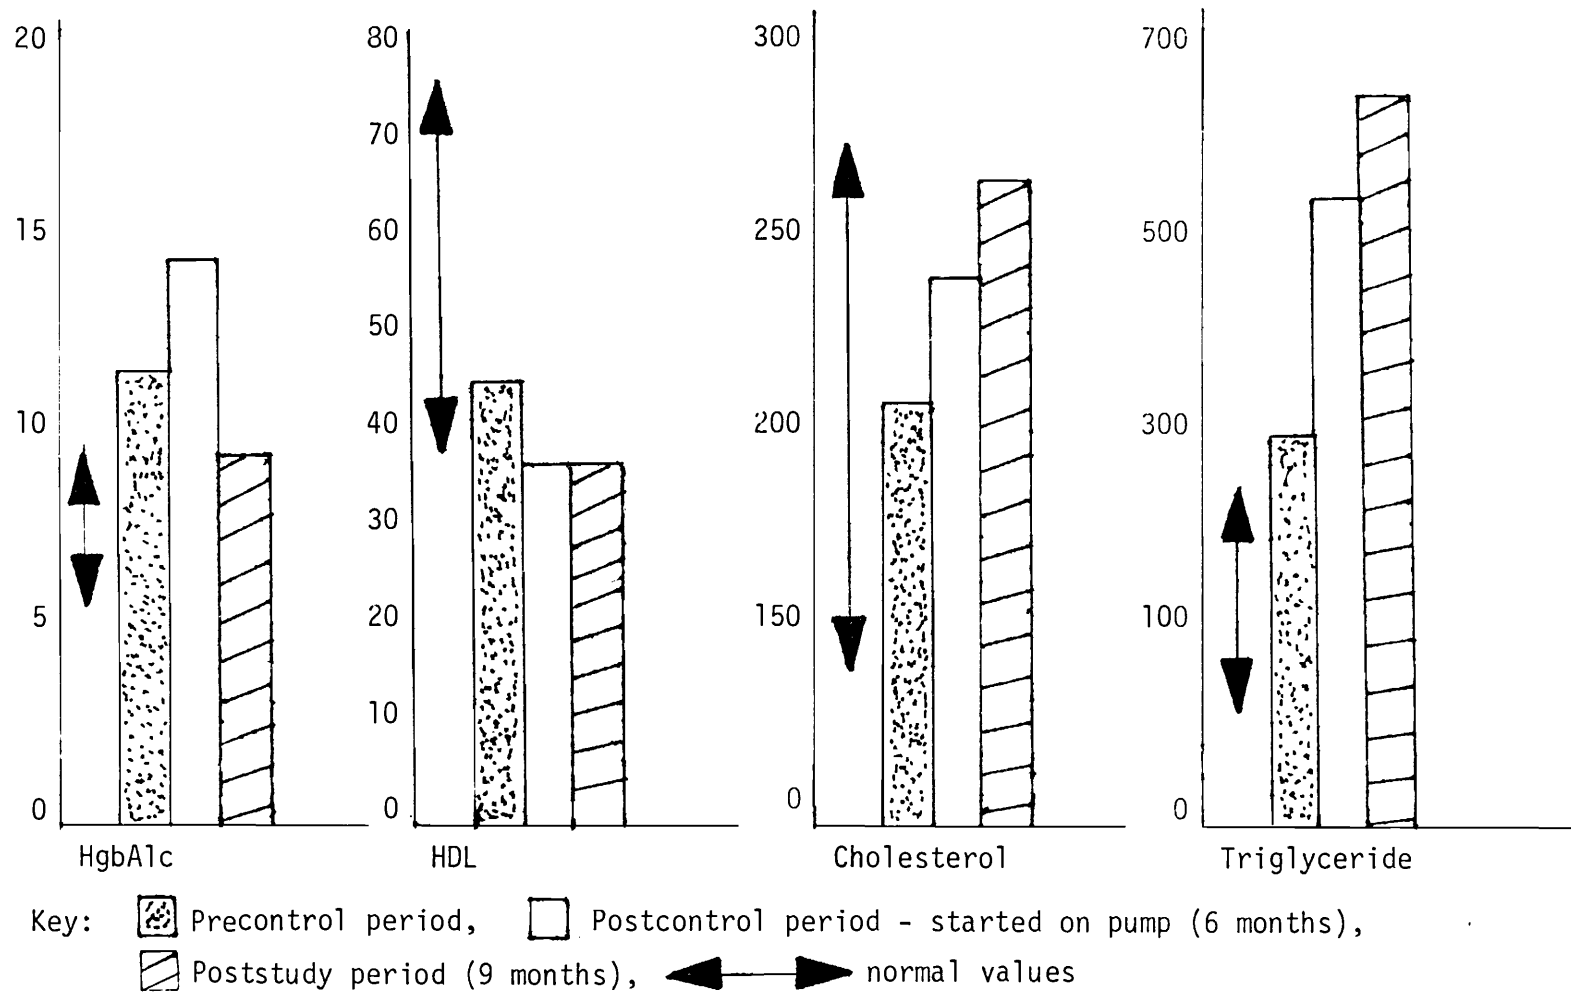 20 80 300 700
70
15 60 250 500
50
10 40 200 300
30
5 20 150 100
10
0 0 0 0
HgbAlc HDL Cholesterol Triglyceride
Key: Precontrol period, Postcontrol period - started on pump (6 months),
Poststudy period (9 months), normal values